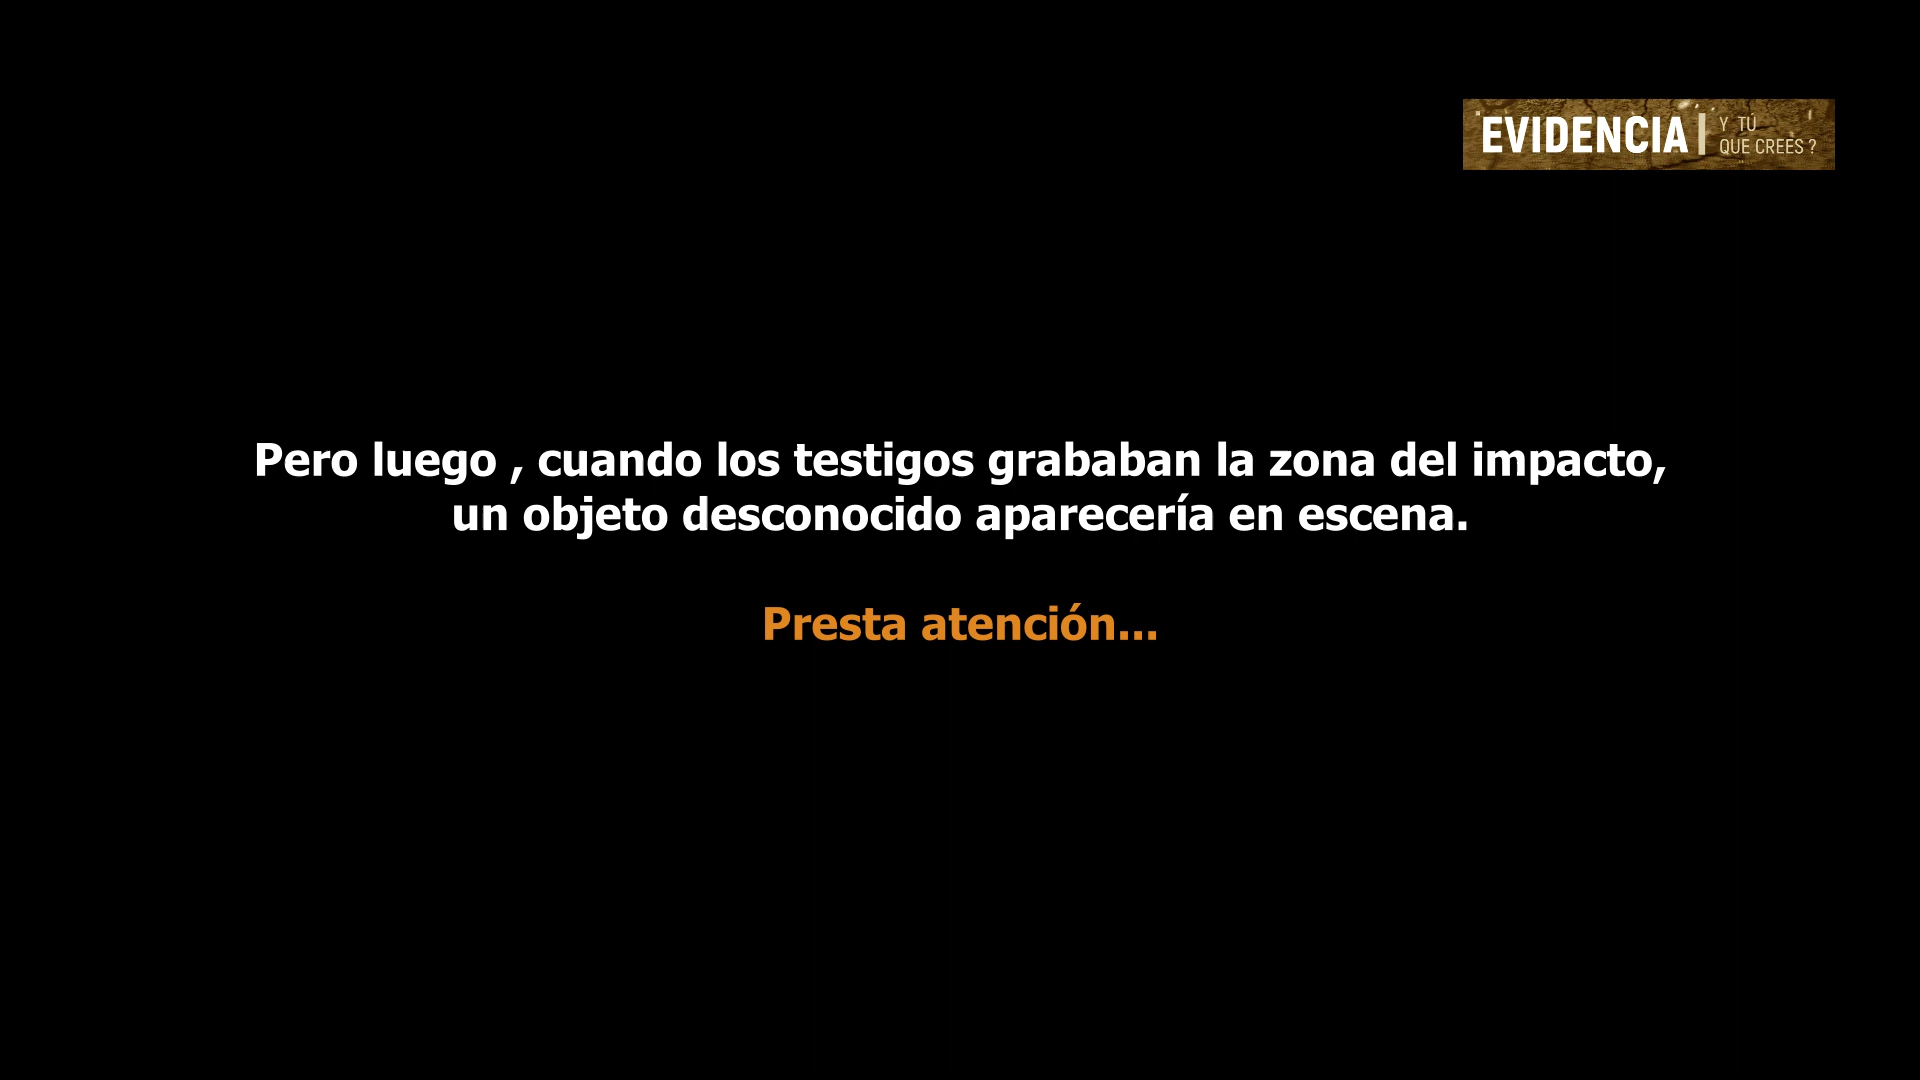 EVIDENCIA
Y TÚ
QUE CREES ?
Pero luego , cuando los testigos grababan la zona del impacto,
un objeto desconocido aparecería en escena.
Presta atención...